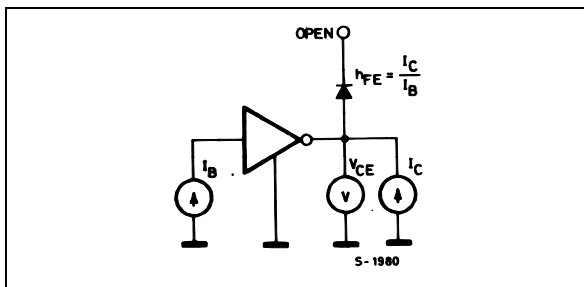 OPEN
hFE = IC
IB
IB
VCE
IC
V
S-1980